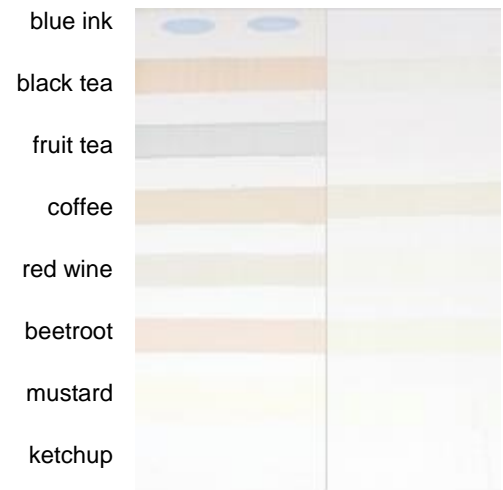 blue ink
black tea
fruit tea
coffee
red wine
beetroot
mustard
ketchup